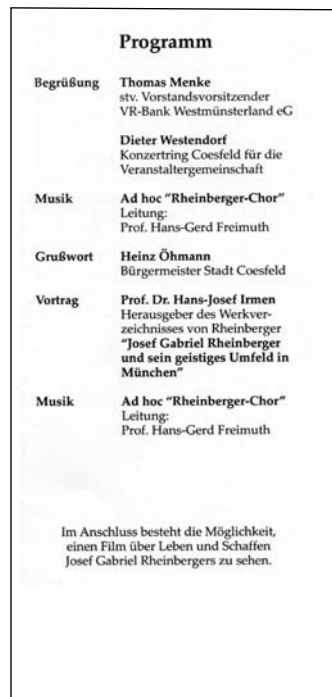 Programm
Begrüßung Thomas Menke
stv. Vorstandsvorsitzender
VR-Bank Westmünsterland eG
Dieter Westendorf
Konzertring Coesfeld für die
Veranstaltergemeinschaft
Musik Ad hoc "Rheinberger-Chor"
Leitung:
Prof. Hans-Gerd Freimuth
Grußwort Heinz Öhmann
Bürgermeister Stadt Coesfeld
Vortrag Prof. Dr. Hans-Josef Irmen
Herausgeber des Werkver-
zeichnisses von Rheinberger
"Josef Gabriel Rheinberger
und sein geistiges Umfeld in
München"
Musik Ad hoc "Rheinberger-Chor"
Leitung:
Prof. Hans-Gerd Freimuth
Im Anschluss besteht die Möglichkeit,
einen Film über Leben und Schaffen
Josef Gabriel Rheinbergers zu sehen.